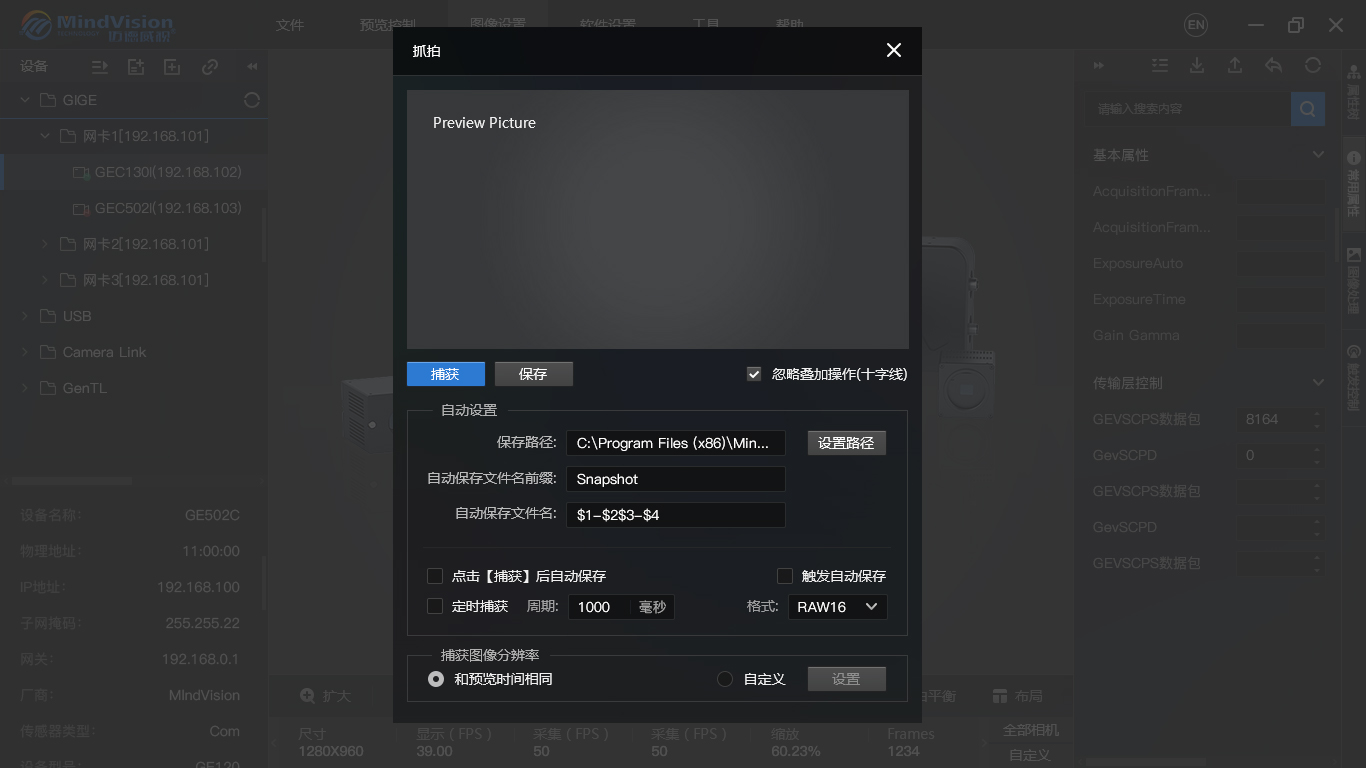 MindVision
TECHNOLOGY 迈德威视
文件
预览控制
图像设置
软件设置
工具
帮助
EN
设备
GIGE
网卡1[192.168.101]
GEC130I(192.168.102)
GEC502I(192.168.103)
网卡2[192.168.101]
网卡3[192.168.101]
USB
Camera Link
GenTL
设备名称:
GE502C
物理地址:
11:00:00
IP地址:
192.168.100
子网掩码:
255.255.22
网关:
192.168.0.1
厂商:
MIndVision
传感器类型:
Com
设备型号:
GE120
抓拍
Preview Picture
捕获
保存
忽略叠加操作(十字线)
自动设置
保存路径:
C:\Program Files (x86)\Min...
设置路径
自动保存文件名前缀:
Snapshot
自动保存文件名:
$1-$2$3-$4
点击【捕获】后自动保存
触发自动保存
定时捕获
周期:
1000
毫秒
格式:
RAW16
捕获图像分辨率
和预览时间相同
自定义
设置
扩大
白平衡
布局
尺寸
1280X960
显示（FPS）
39.00
采集（FPS）
50
采集（FPS）
50
缩放
60.23%
Frames
1234
全部相机
自定义
请输入搜索内容
基本属性
AcquisitionFram...
AcquisitionFram...
ExposureAuto
ExposureTime
Gain Gamma
传输层控制
GEVSCPS数据包
8164
GevSCPD
0
GEVSCPS数据包
GevSCPD
GEVSCPS数据包
属性树
常用属性
图像处理
触发控制